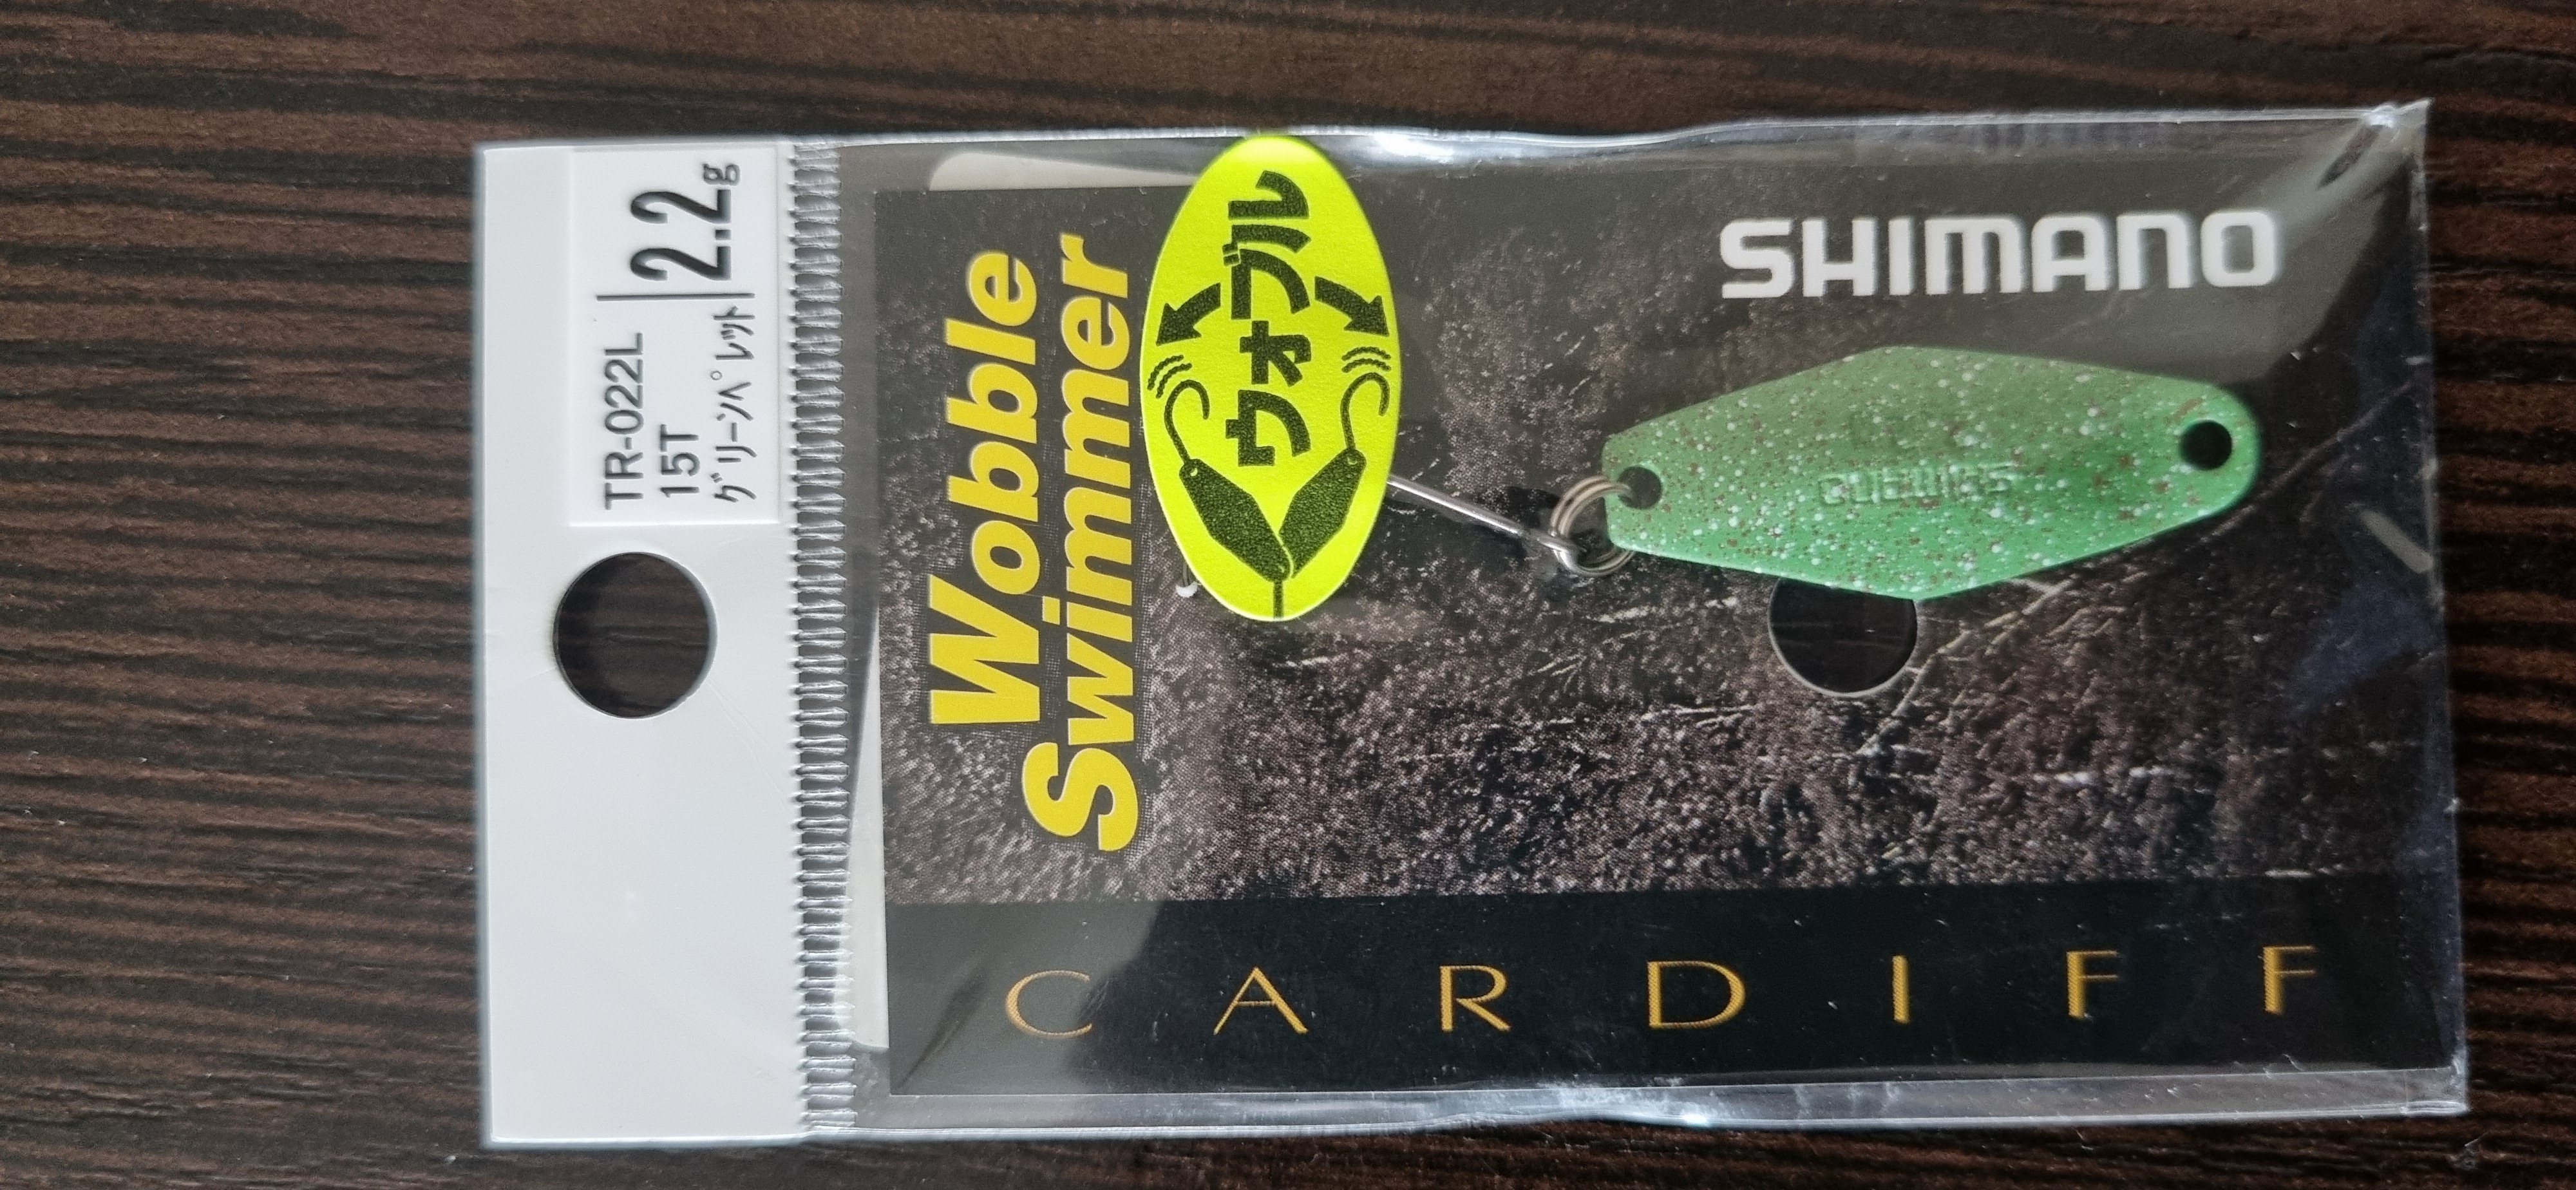 TR-022L
15T
グリーンペレット
2.2g
Wobble
Swimmer
ウォブル
SHIMANO
CARDIFF